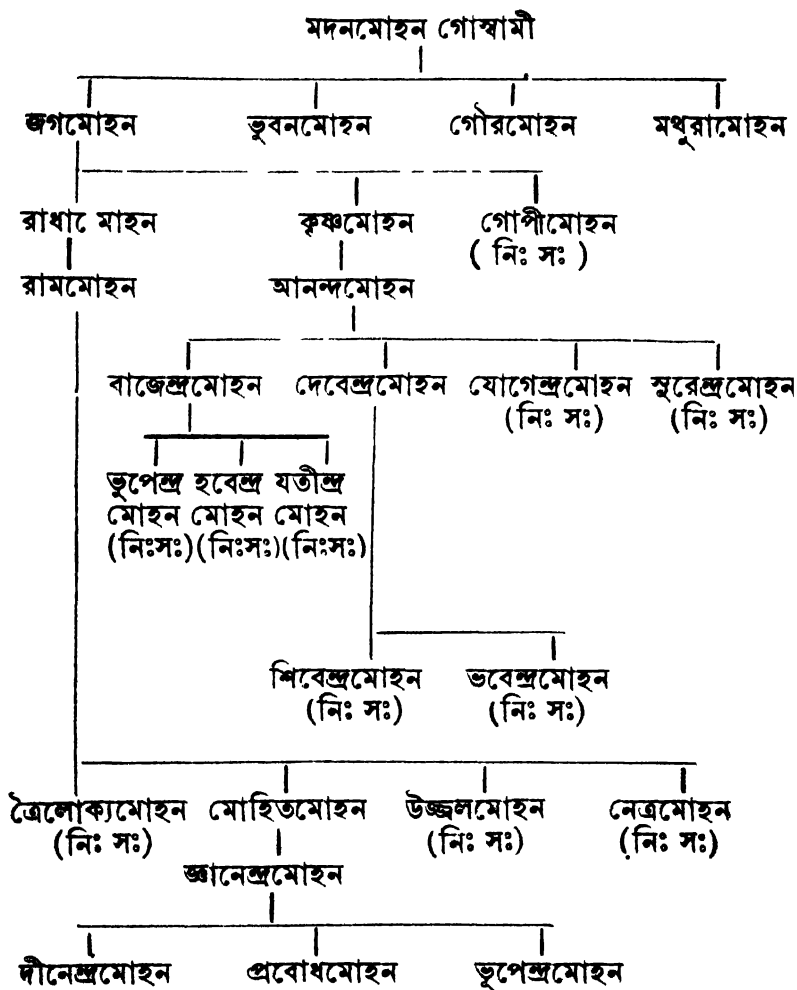 মদনমোহন গোস্বামী
জগমোহন ভুবনমোহন গৌরমোহন মথুরামোহন
রাধামোহন কৃষ্ণমোহন গোপীমোহন
( নিঃ সঃ )
রামমোহন আনন্দমোহন
বাজেন্দ্রমোহন দেবেন্দ্রমোহন যোগেন্দ্রমোহন সুরেন্দ্রমোহন
(নিঃ সঃ) (নিঃ সঃ)
ভুপেন্দ্র হবেন্দ্র যতীন্দ্র
মোহন মোহন মোহন
(নিঃসঃ) (নিঃসঃ) (নিঃসঃ)
শিবেন্দ্রমোহন ভবেন্দ্রমোহন
(নিঃ সঃ) (নিঃ সঃ)
ত্রৈলোক্যমোহন মোহিতমোহন উজ্জ্বলমোহন নেত্রমোহন
(নিঃ সঃ) (নিঃ সঃ) (নিঃ সঃ)
জ্ঞানেন্দ্রমোহন
দীনেন্দ্রমোহন প্রবোধমোহন ভূপেন্দ্রমোহন